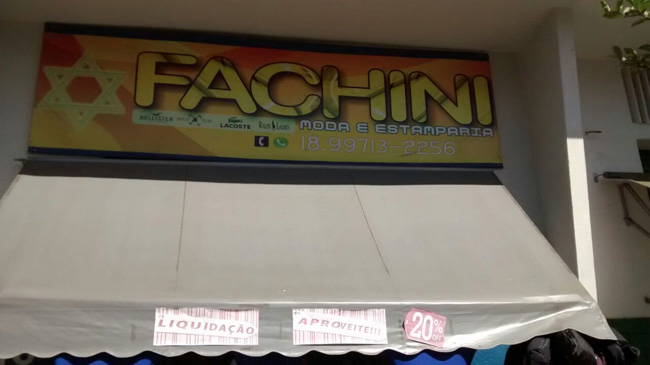 FACHINI
HOLLISTER
LACOSTE
MODA E ESTAMPARIA
18.99713-2256
LIQUIDAÇÃO
APROVEITE!!!
20%